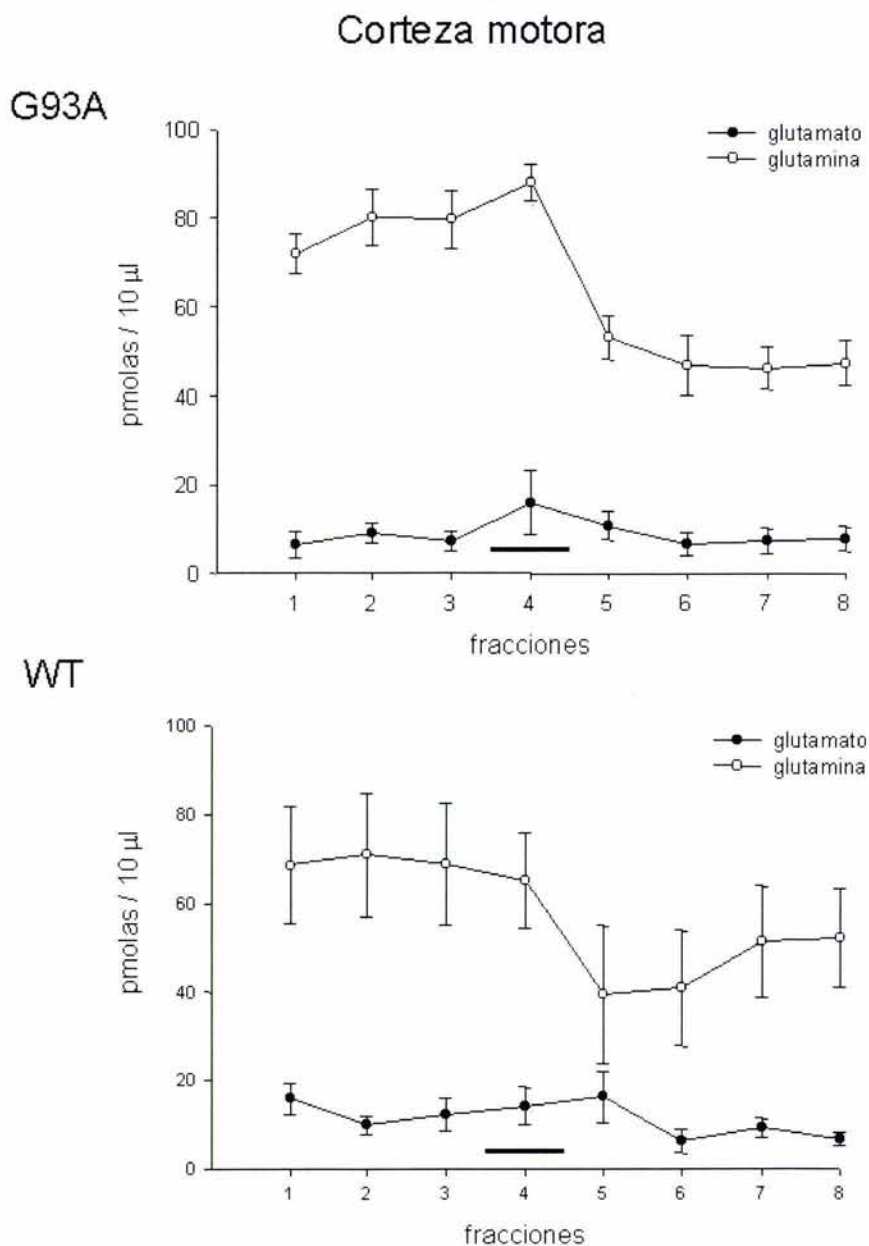 Corteza motora
G93A
glutamato
glutamina
100
80
60
40
20
0
pmolas / 10 µl
1 2 3 4 5 6 7 8
fracciones
WT
glutamato
glutamina
100
80
60
40
20
0
pmolas / 10 µl
1 2 3 4 5 6 7 8
fracciones